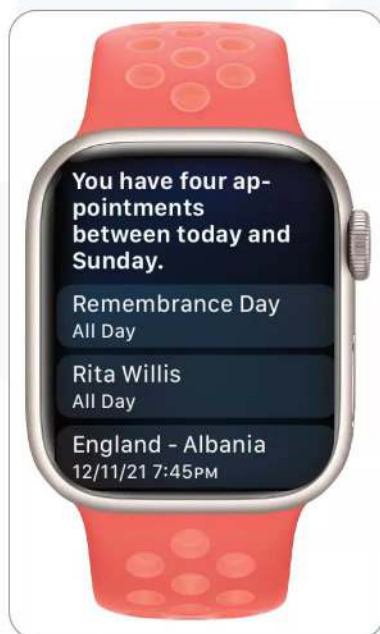 You have four ap-
pointments
between today and
Sunday.
Remembrance Day
All Day
Rita Willis
All Day
England - Albania
12/11/21 7:45PM